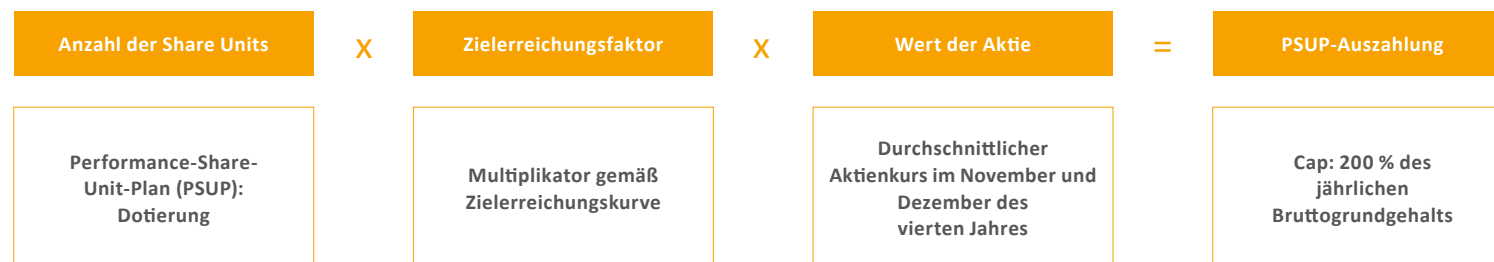 Anzahl der Share Units
x
Zielerreichungsfaktor
x
Wert der Aktie
=
PSUP-Auszahlung
Performance-Share-
Unit-Plan (PSUP):
Dotierung
Multiplikator gemäß
Zielerreichungskurve
Durchschnittlicher
Aktienkurs im November und
Dezember des
vierten Jahres
Cap: 200 % des
jährlichen
Bruttogrundgehalts